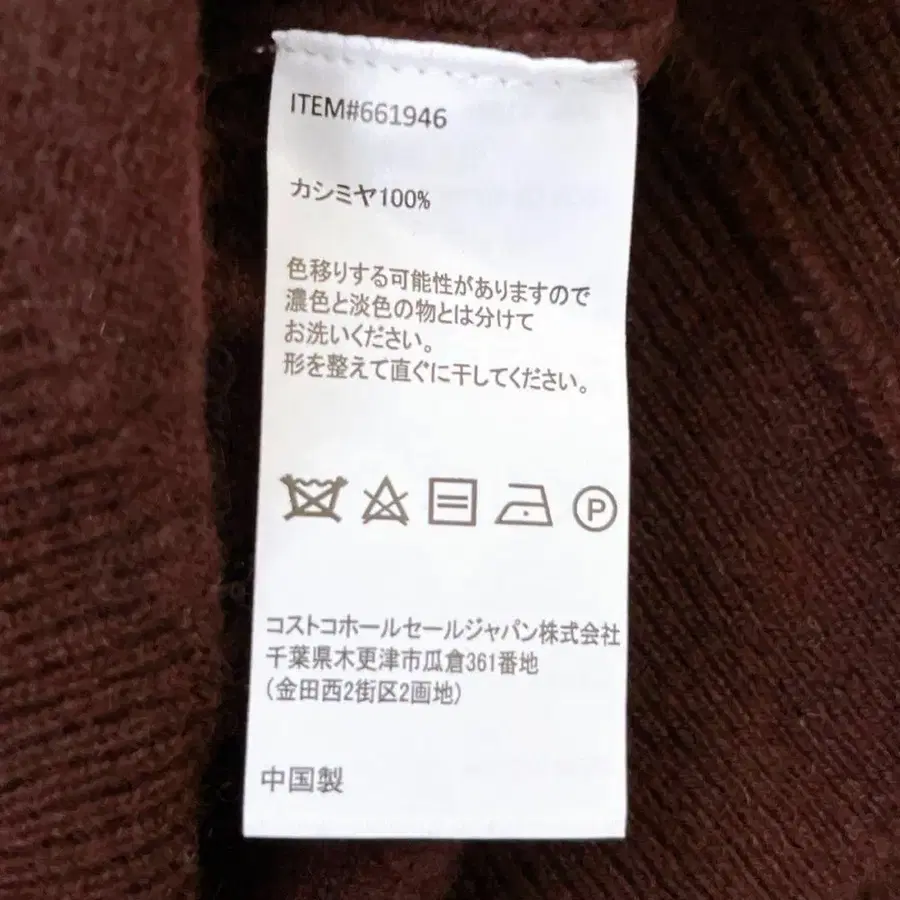 ITEM#661946
カシミヤ100%
色移りする可能性がありますので
濃色と淡色の物とは分けて
お洗いください。
形を整えて直ぐに干してください。
P
コストコホールセールジャパン株式会社
千葉県木更津市瓜倉361番地
(金田西2街区2画地)
中国製